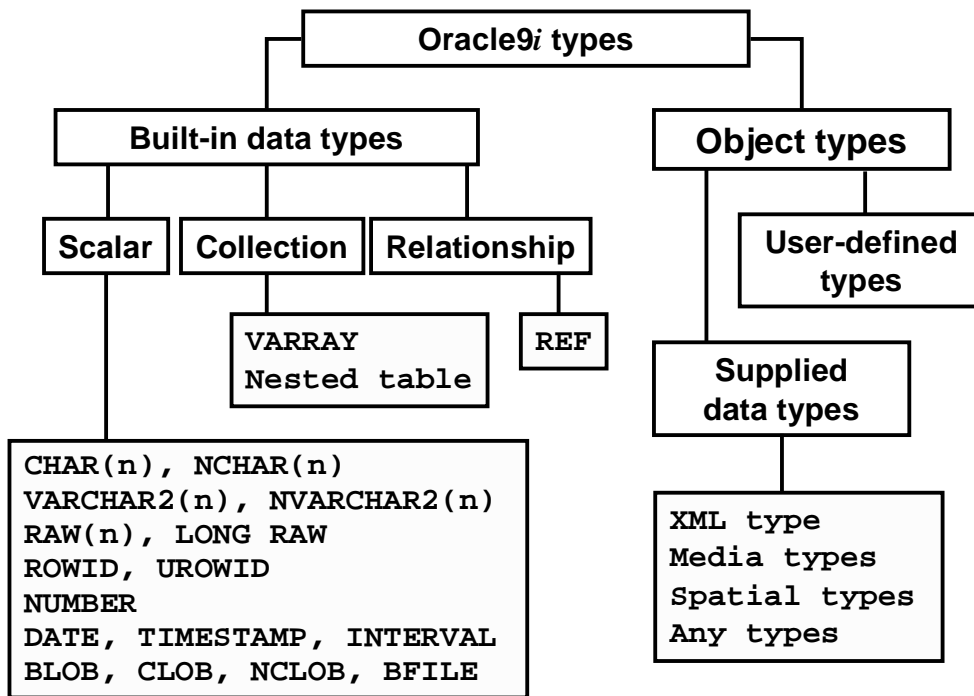 Oracle9i types
Built-in data types
Object types
Scalar
Collection
Relationship
User-defined
types
VARRAY
Nested table
REF
Supplied
data types
CHAR(n), NCHAR(n)
VARCHAR2(n), NVARCHAR2(n)
RAW(n), LONG RAW
ROWID, UROWID
NUMBER
DATE, TIMESTAMP, INTERVAL
BLOB, CLOB, NCLOB, BFILE
XML type
Media types
Spatial types
Any types